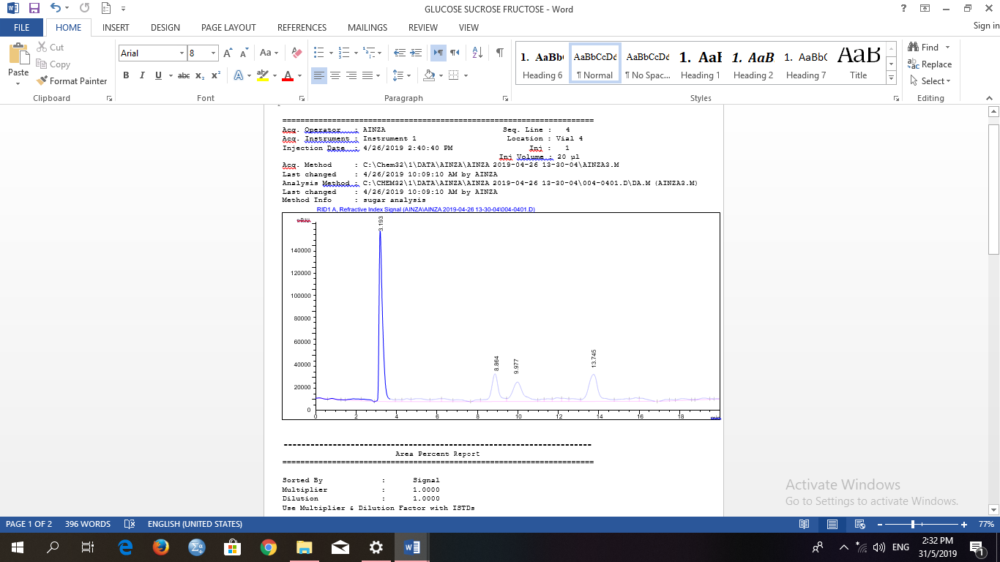 GLUCOSE SUCROSE FRUCTOSE - Word
Sign in
FILE HOME INSERT DESIGN PAGE LAYOUT REFERENCES MAILINGS REVIEW VIEW
Paste
Cut
Copy
Format Painter
Clipboard
Arial 8
Font
Paragraph
1. AaBb( AaBbCcDd AaBbCcDd 1. AaI 1. AaB 1. AaBb( AaB
Heading 6 ¶ Normal ¶ No Spac... Heading 1 Heading 2 Heading 7 Title
Styles
Find
Replace
Select
Editing
=====================================================================
Acq. Operator : AINZA Seq. Line : 4
Acq. Instrument : Instrument 1 Location : Vial 4
Injection Date : 4/26/2019 2:40:40 PM Inj : 1
Inj Volume : 20 µl
Acq. Method : C:\Chem32\1\DATA\AINZA\AINZA 2019-04-26 13-30-04\AINZA3.M
Last changed : 4/26/2019 10:09:10 AM by AINZA
Analysis Method : C:\CHEM32\1\DATA\AINZA\AINZA 2019-04-26 13-30-04\004-0401.D\DA.M (AINZA3.M)
Last changed : 4/26/2019 10:09:10 AM by AINZA
Method Info : sugar analysis
RID1 A, Refractive Index Signal (AINZA\AINZA 2019-04-26 13-30-04\004-0401.D)
3.193
140000
120000
100000
80000
60000
40000
20000
0
8.864
9.977
13.745
0 2 4 6 8 10 12 14 16 18
---------------------------------------------------------------------
Area Percent Report
=====================================================================
Sorted By : Signal
Multiplier : 1.0000
Dilution : 1.0000
Use Multiplier & Dilution Factor with ISTDs
Activate Windows
Go to Settings to activate Windows.
PAGE 1 OF 2 396 WORDS ENGLISH (UNITED STATES) 77%
ENG
2:32 PM
31/5/2019
1